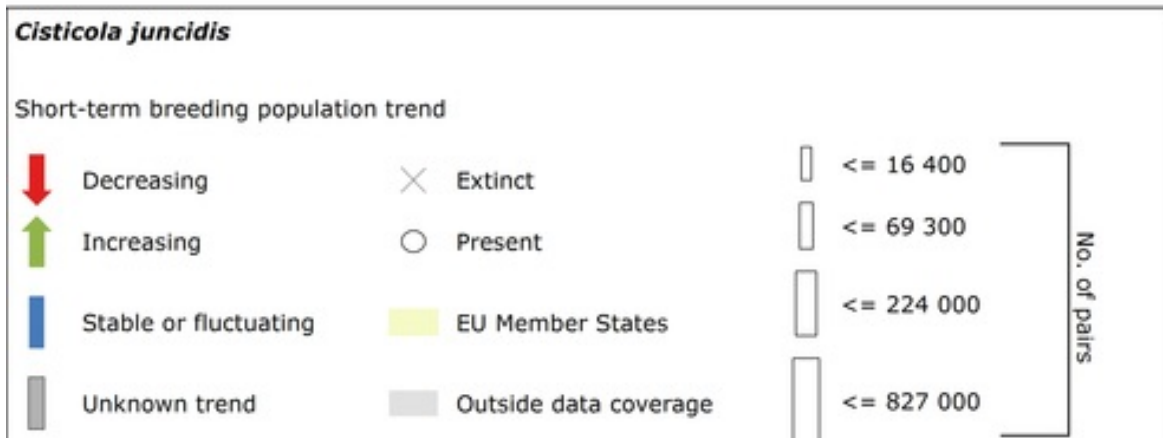 Cisticola juncidis
Short-term breeding population trend
Decreasing
Increasing
Stable or fluctuating
Unknown trend
Extinct
Present
EU Member States
Outside data coverage
<= 16 400
<= 69 300
<= 224 000
<= 827 000
No. of pairs